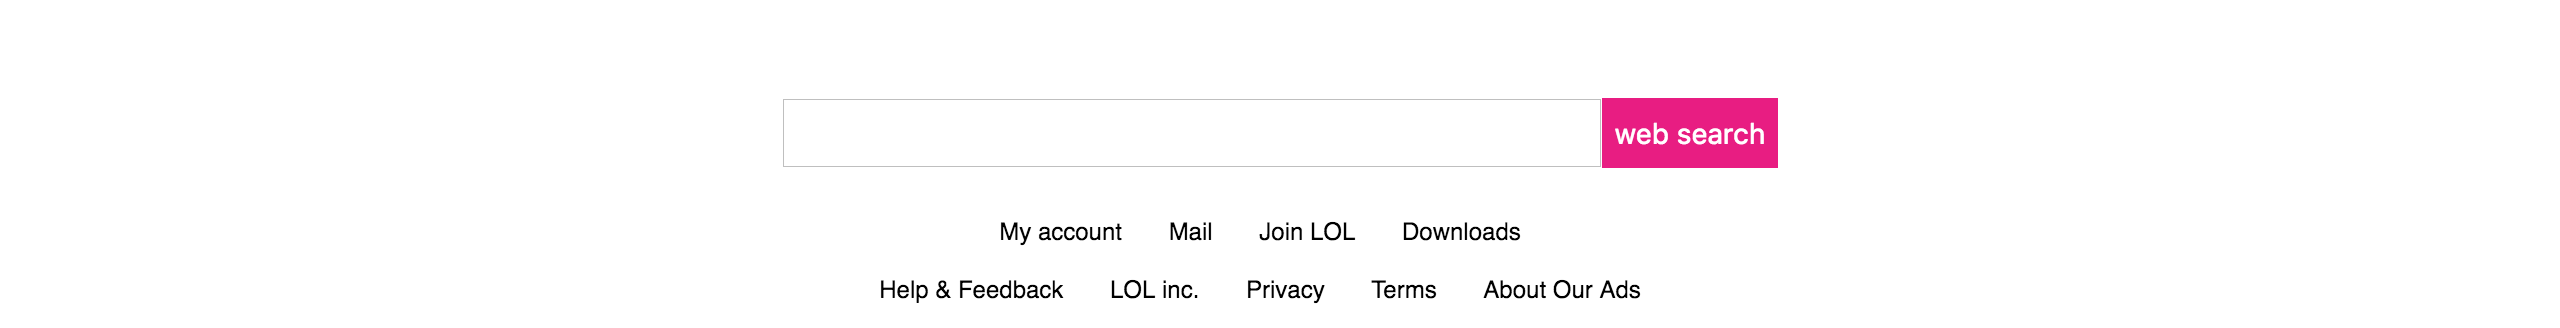 web search
My account Mail Join LOL Downloads
Help & Feedback LOL inc. Privacy Terms About Our Ads